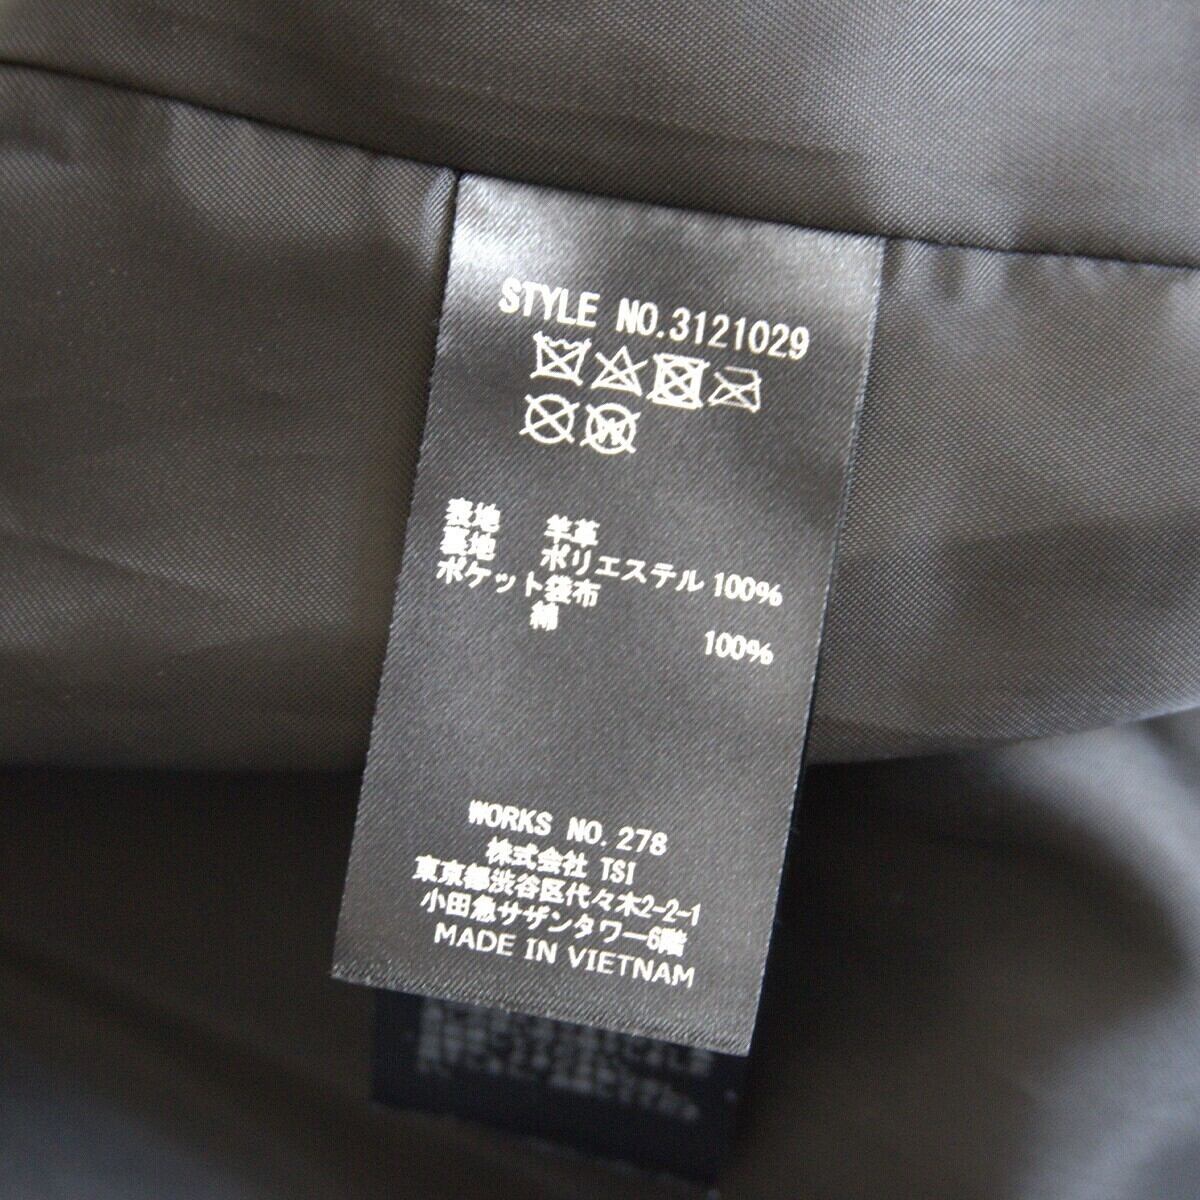 STYLE NO.3121029
表地 羊革
裏地 ポリエステル 100%
ポケット袋布
綿 100%
WORKS NO. 278
株式会社 TSI
東京都渋谷区代々木2-2-1
小田急サザンタワー6階
MADE IN VIETNAM